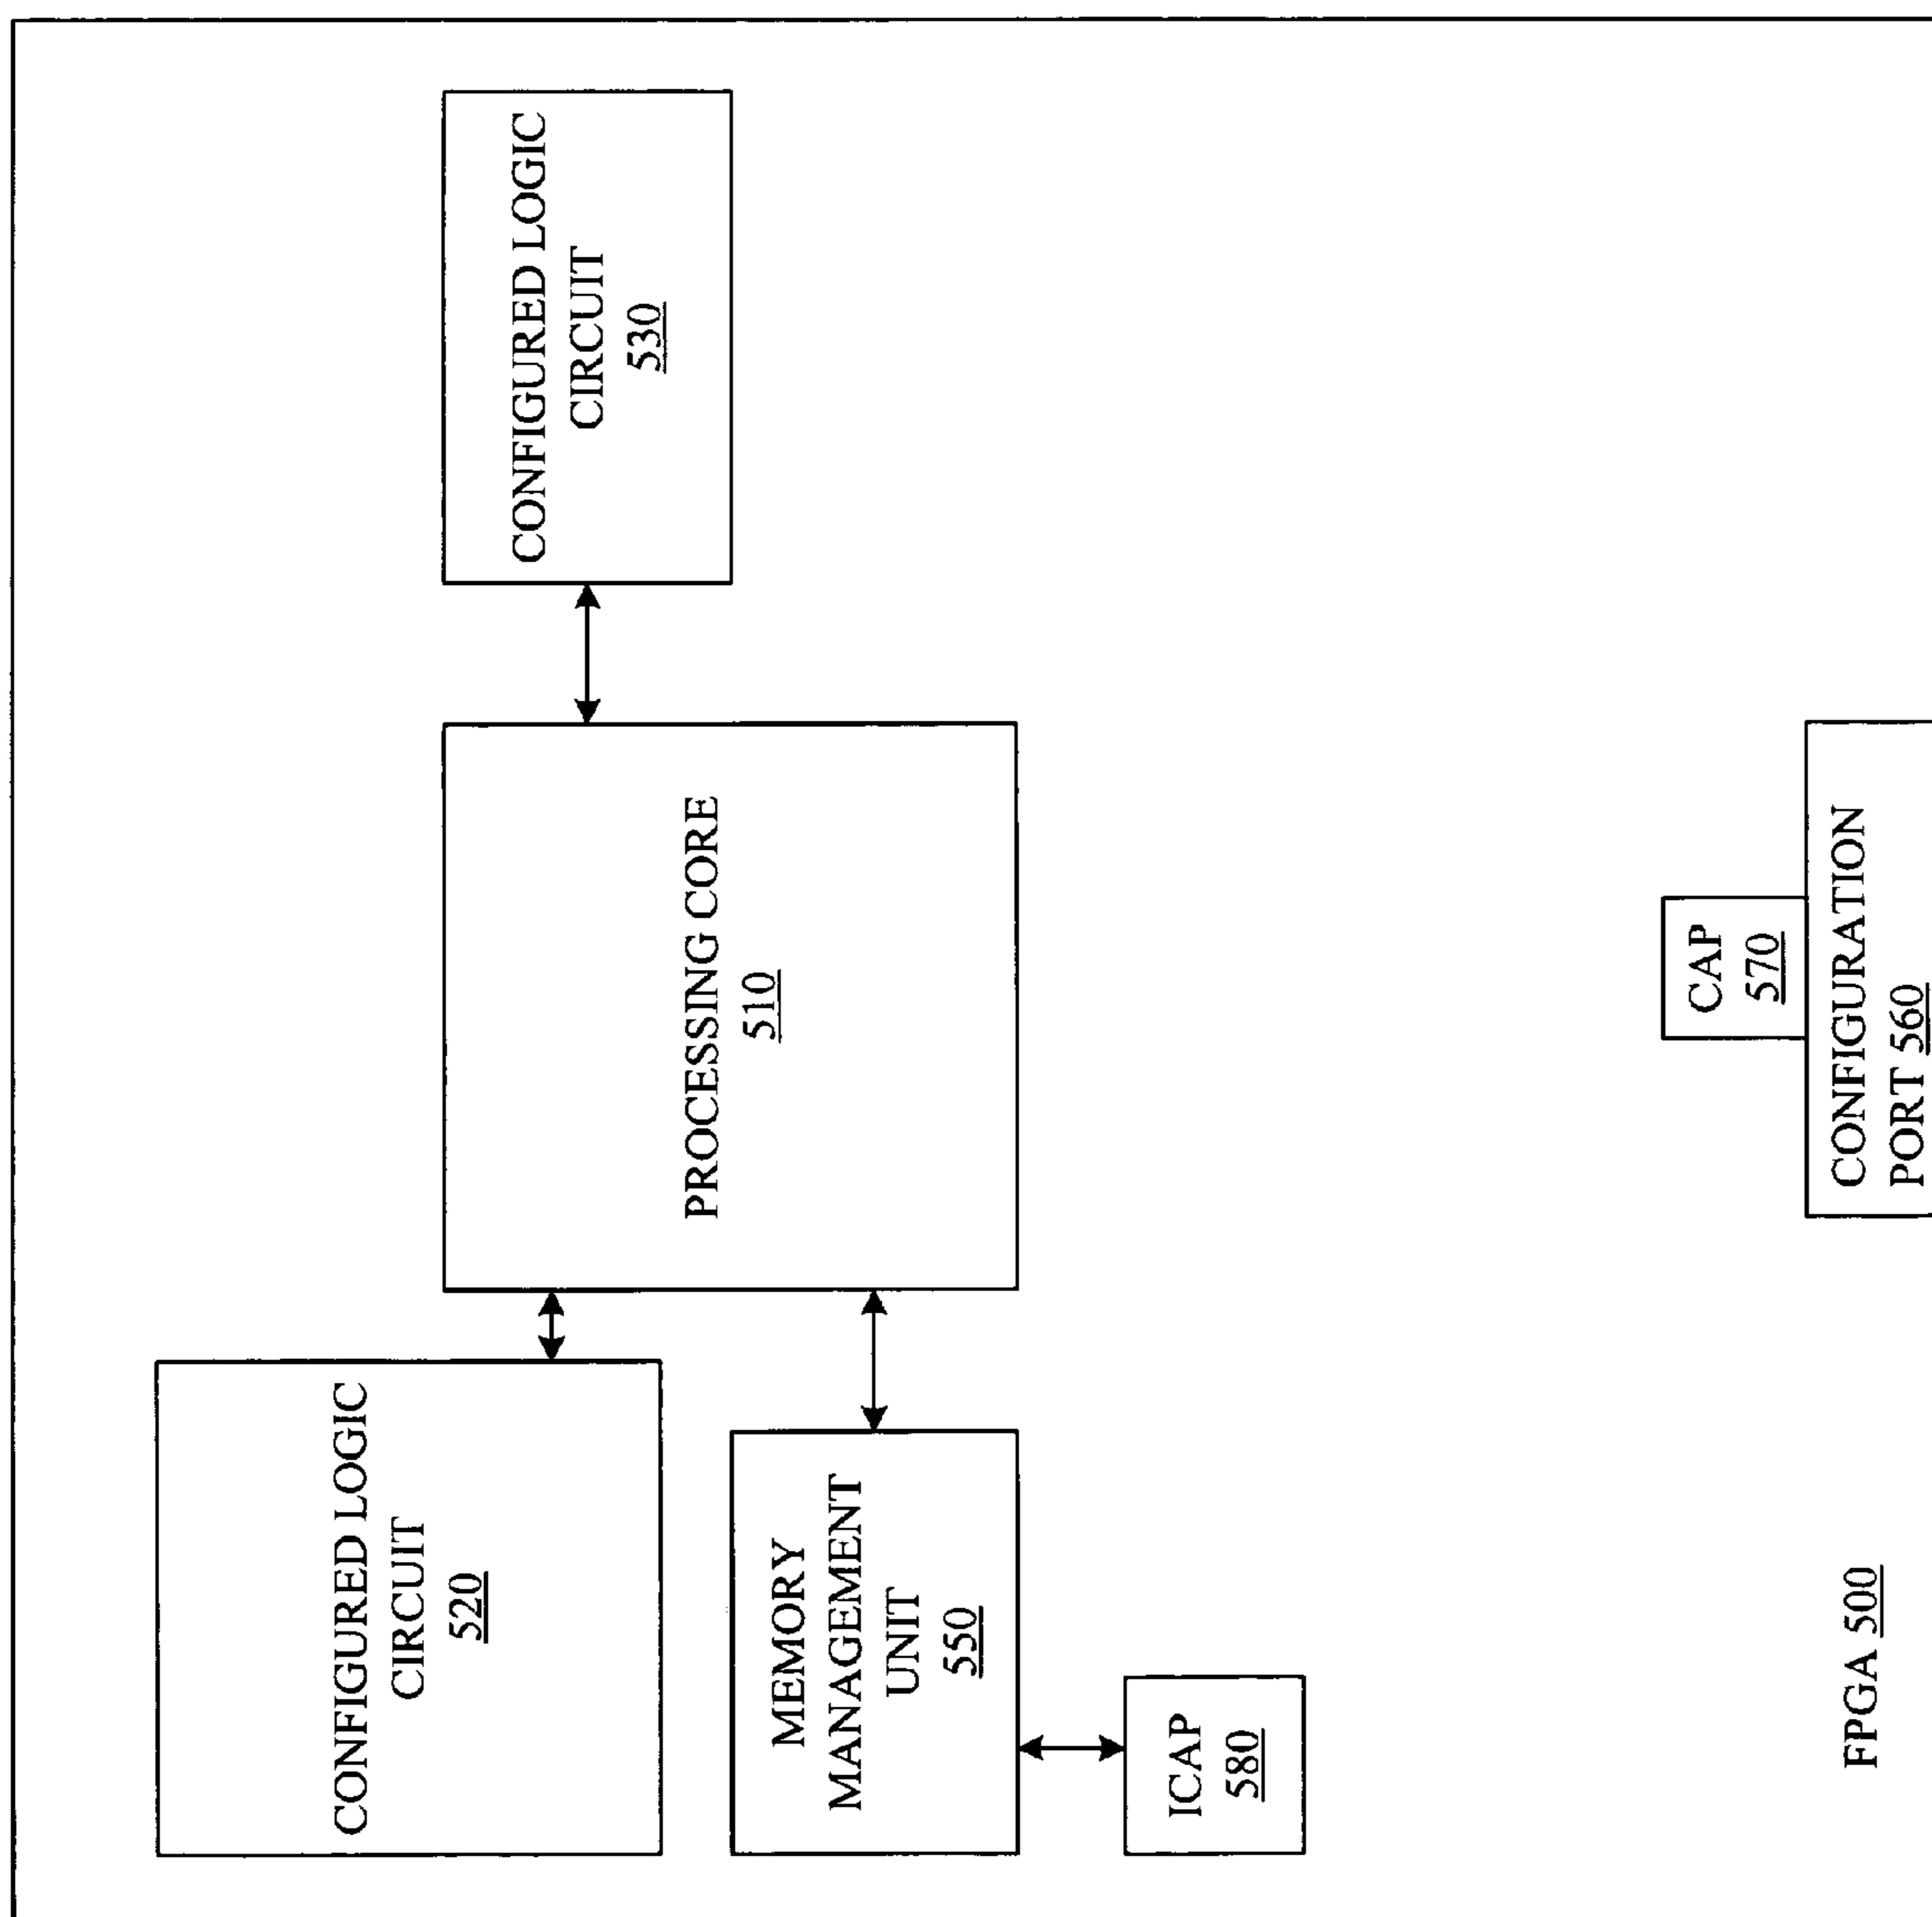 CONFIGURED LOGIC
CIRCUIT
520
CONFIGURED LOGIC
CIRCUIT
530
PROCESSING CORE
510
MEMORY
MANAGEMENT
UNIT
550
ICAP
580
CAP
570
CONFIGURATION
PORT 560
FPGA 500